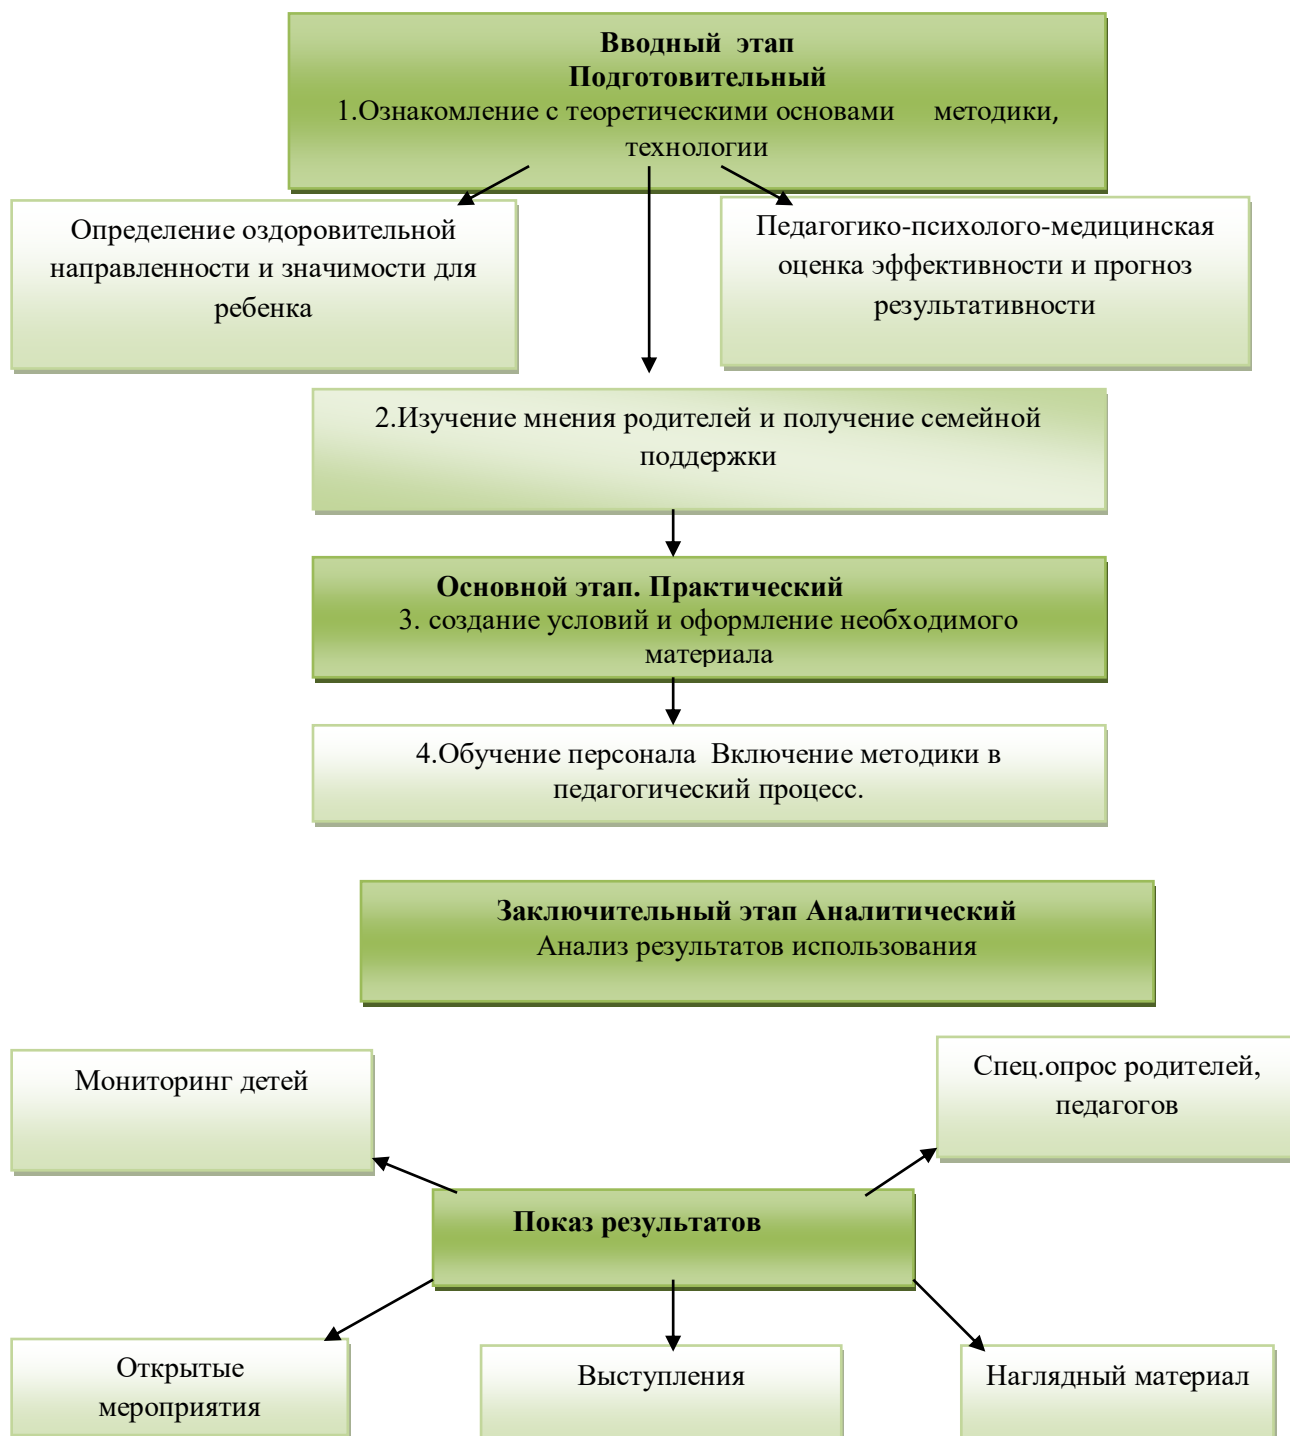 Вводный этап
Подготовительный
1.Ознакомление с теоретическими основами методики,
технологии
Определение оздоровительной
направленности и значимости для
ребенка
Педагогико-психолого-медицинская
оценка эффективности и прогноз
результативности
2.Изучение мнения родителей и получение семейной
поддержки
Основной этап. Практический
3. создание условий и оформление необходимого
материала
4.Обучение персонала Включение методики в
педагогический процесс.
Заключительный этап Аналитический
Анализ результатов использования
Мониторинг детей
Спец.опрос родителей,
педагогов
Показ результатов
Открытые
мероприятия
Выступления
Наглядный материал